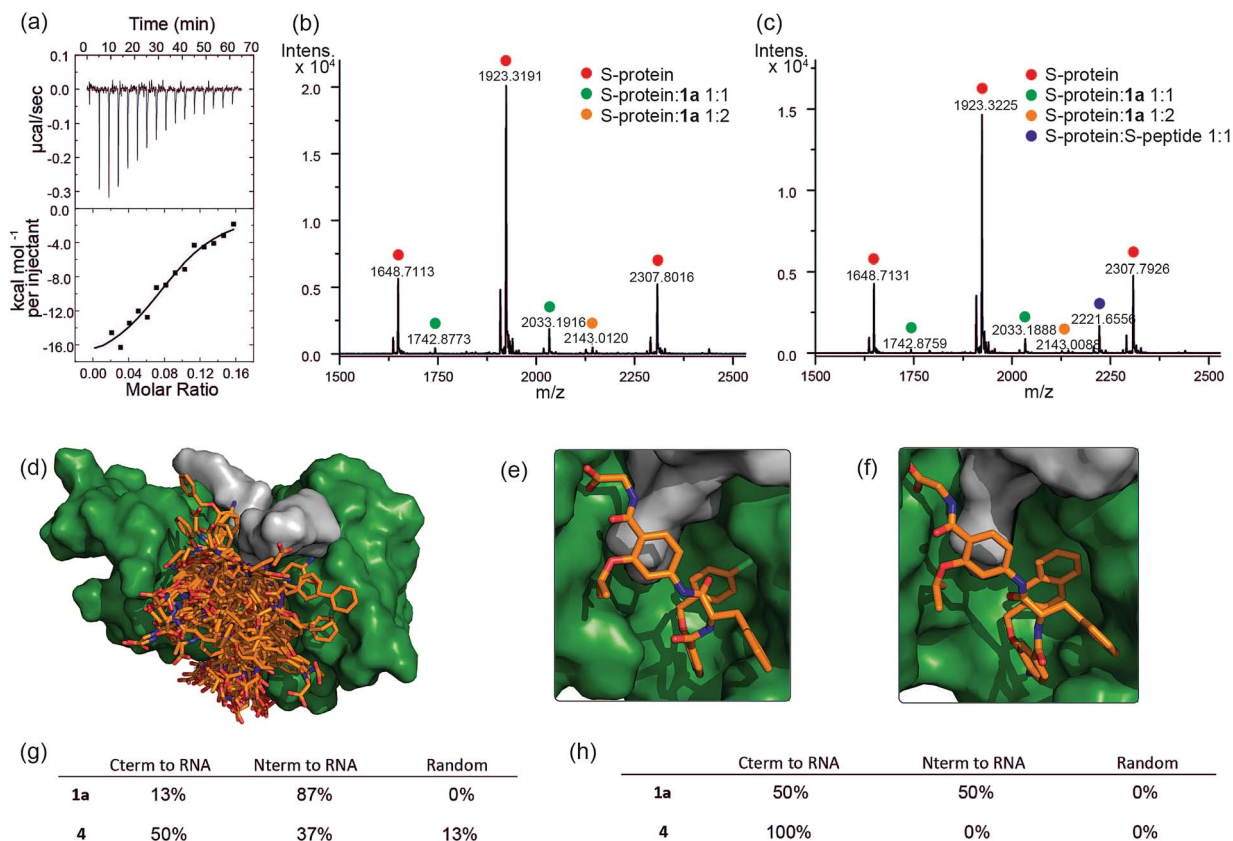 (a)
Time (min)
0 10 20 30 40 50 60 70
0.1
0.0
-0.1
-0.2
-0.3
µcal/sec
0.0
-4.0
-8.0
-12.0
-16.0
kcal mol⁻¹
per injectant
0.00 0.04 0.08 0.12 0.16
Molar Ratio
(b)
Intens.
x 10⁴
2.0
1.5
1.0
0.5
0.0
1923.3191
S-protein
S-protein:1a 1:1
S-protein:1a 1:2
1648.7113
1742.8773
2033.1916
2143.0120
2307.8016
1500 1750 2000 2250 2500
m/z
(c)
Intens.
x 10⁴
1.5
1.0
0.5
0.0
1923.3225
S-protein
S-protein:1a 1:1
S-protein:1a 1:2
S-protein:S-peptide 1:1
1648.7131
1742.8759
2033.1888
2143.0088
2221.6556
2307.7926
1500 1750 2000 2250 2500
m/z
(d)
(e)
(f)
(g)
Cterm to RNA Nterm to RNA Random
1a 13% 87% 0%
4 50% 37% 13%
(h)
Cterm to RNA Nterm to RNA Random
1a 50% 50% 0%
4 100% 0% 0%